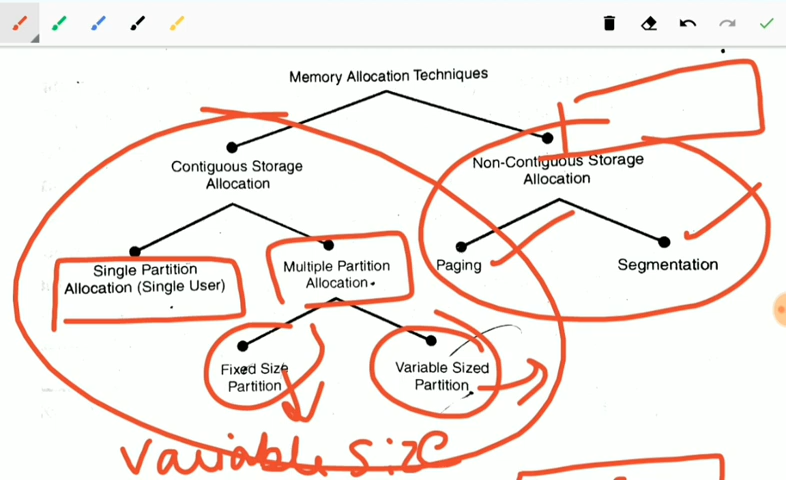 Memory Allocation Techniques
Contiguous Storage
Allocation
Non-Contiguous Storage
Allocation
Single Partition
Allocation (Single User)
Multiple Partition
Allocation
Paging
Segmentation
Fixed Size
Partition
Variable Sized
Partition
variable size